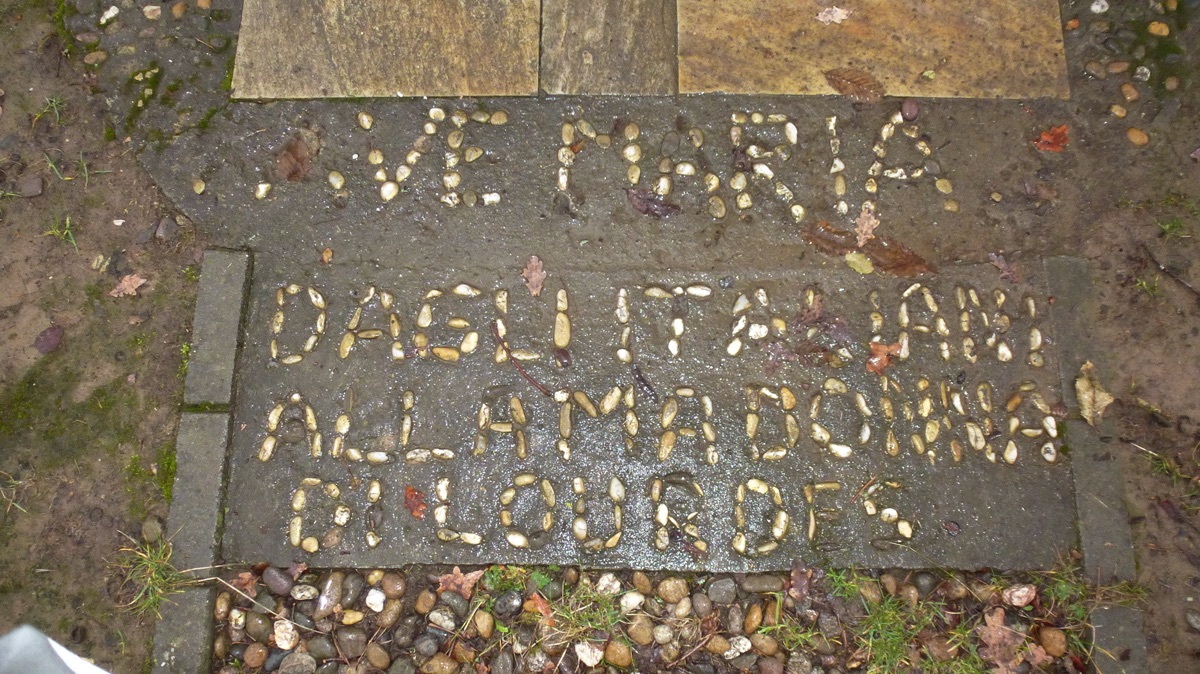 AVE MARIA
DAGLI ITALIANI
ALLA MADONNA
DI LOURDES